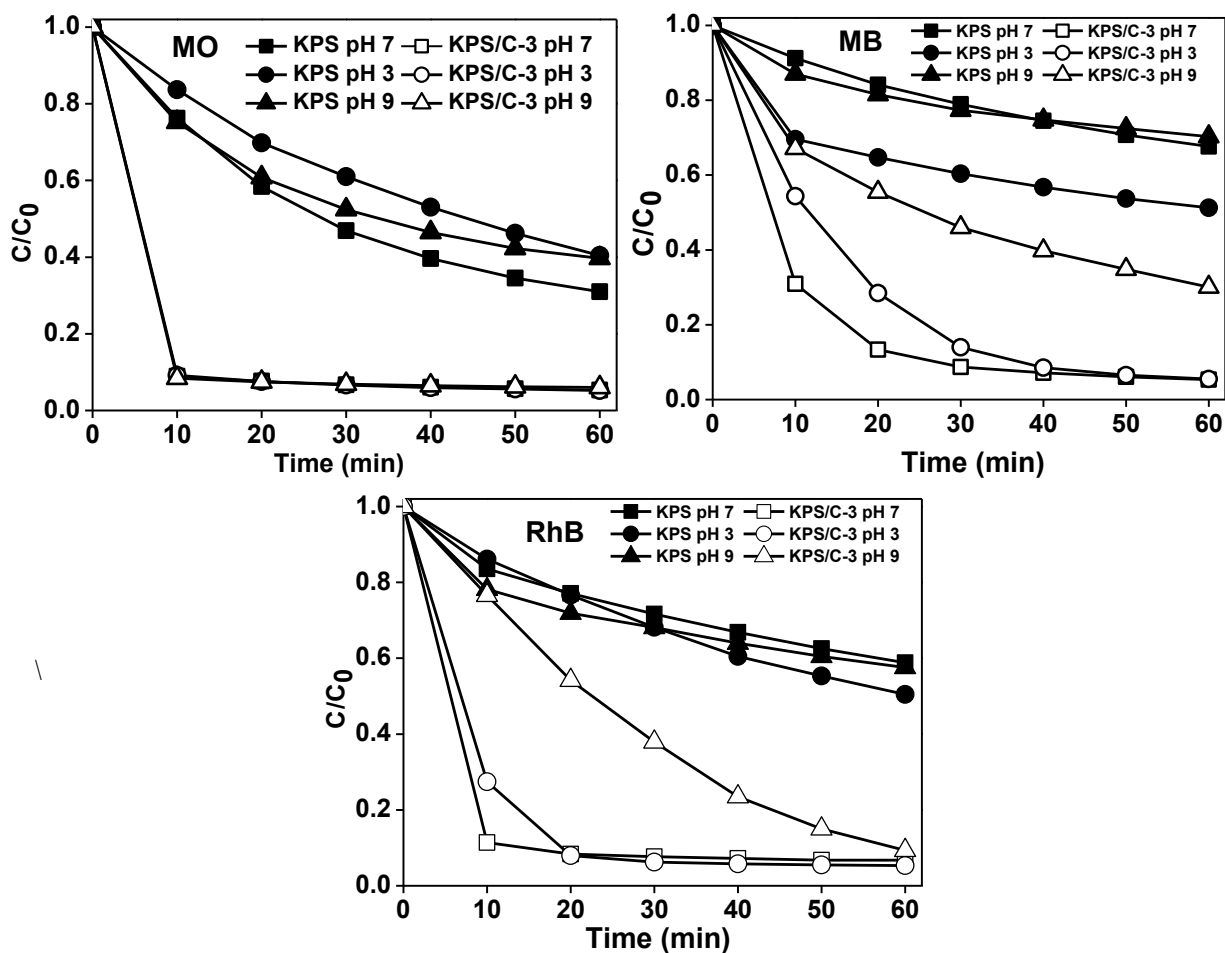 MO
KPS pH 7 KPS/C-3 pH 7
KPS pH 3 KPS/C-3 pH 3
KPS pH 9 KPS/C-3 pH 9
1.0
0.8
0.6
0.4
0.2
0.0
C/C0
0 10 20 30 40 50 60
Time (min)
MB
KPS pH 7 KPS/C-3 pH 7
KPS pH 3 KPS/C-3 pH 3
KPS pH 9 KPS/C-3 pH 9
1.0
0.8
0.6
0.4
0.2
0.0
C/C0
0 10 20 30 40 50 60
Time (min)
\
RhB
KPS pH 7 KPS/C-3 pH 7
KPS pH 3 KPS/C-3 pH 3
KPS pH 9 KPS/C-3 pH 9
1.0
0.8
0.6
0.4
0.2
0.0
C/C0
0 10 20 30 40 50 60
Time (min)